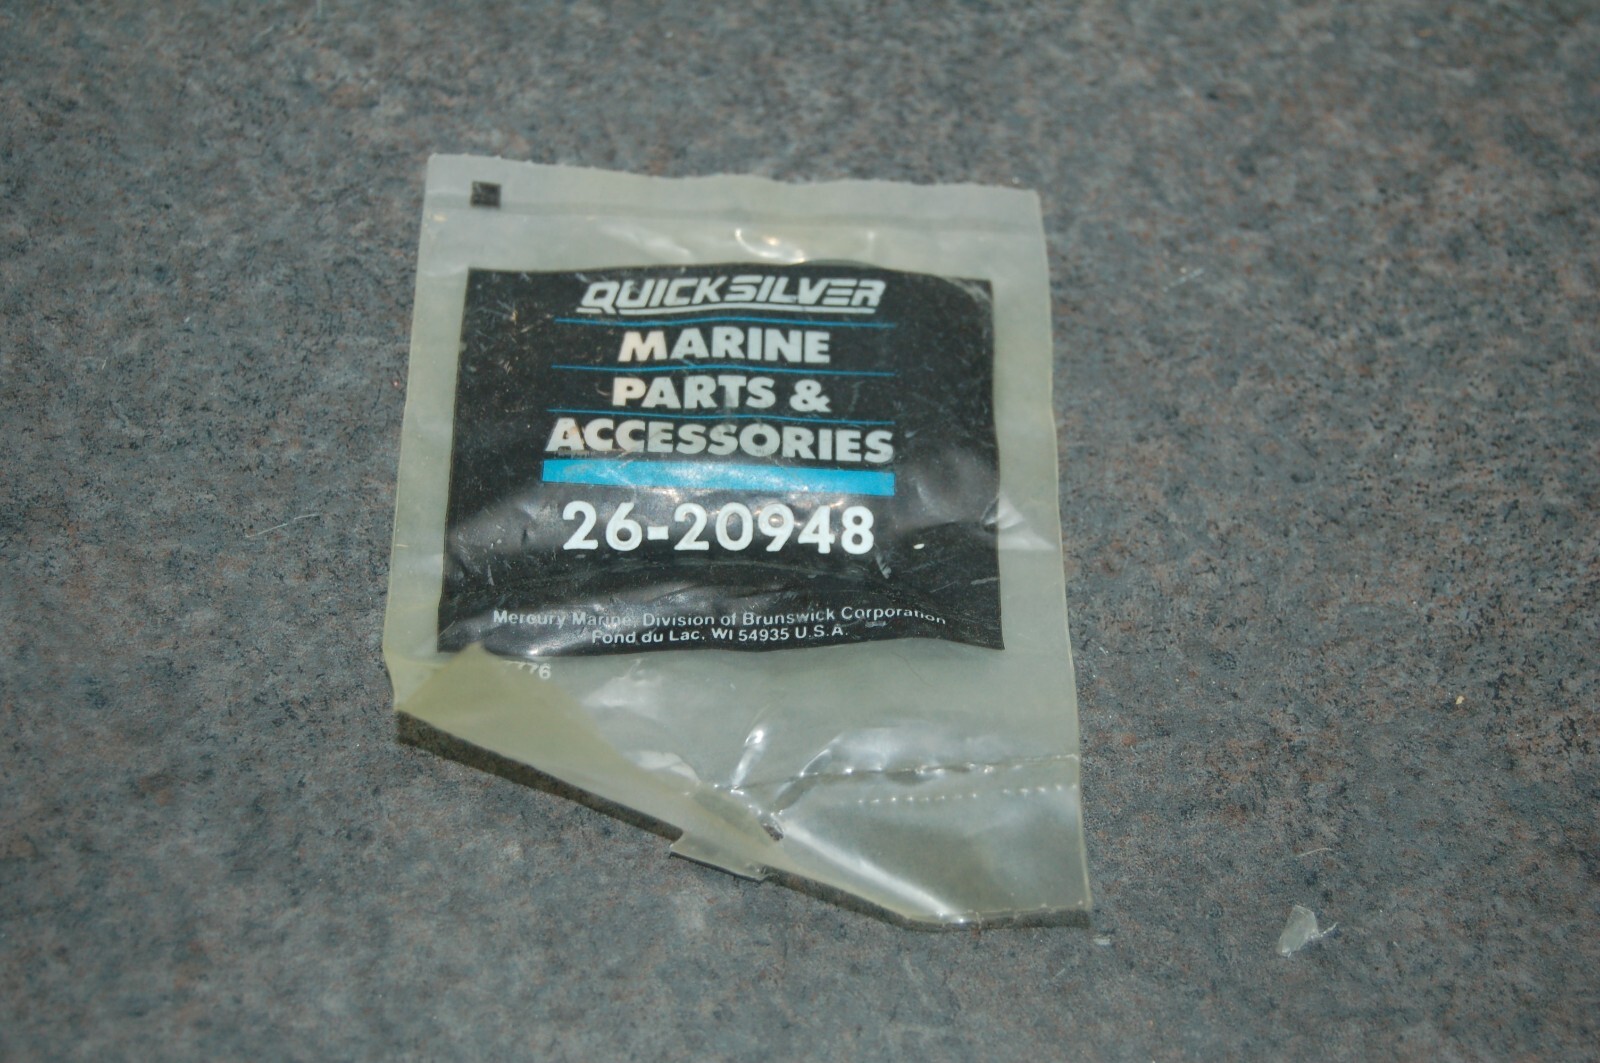 QUICKSILVER
MARINE
PARTS &
ACCESSORIES
26-20948
Mercury Marine, Division of Brunswick Corporation
Fond du Lac, WI 54935 U.S.A.